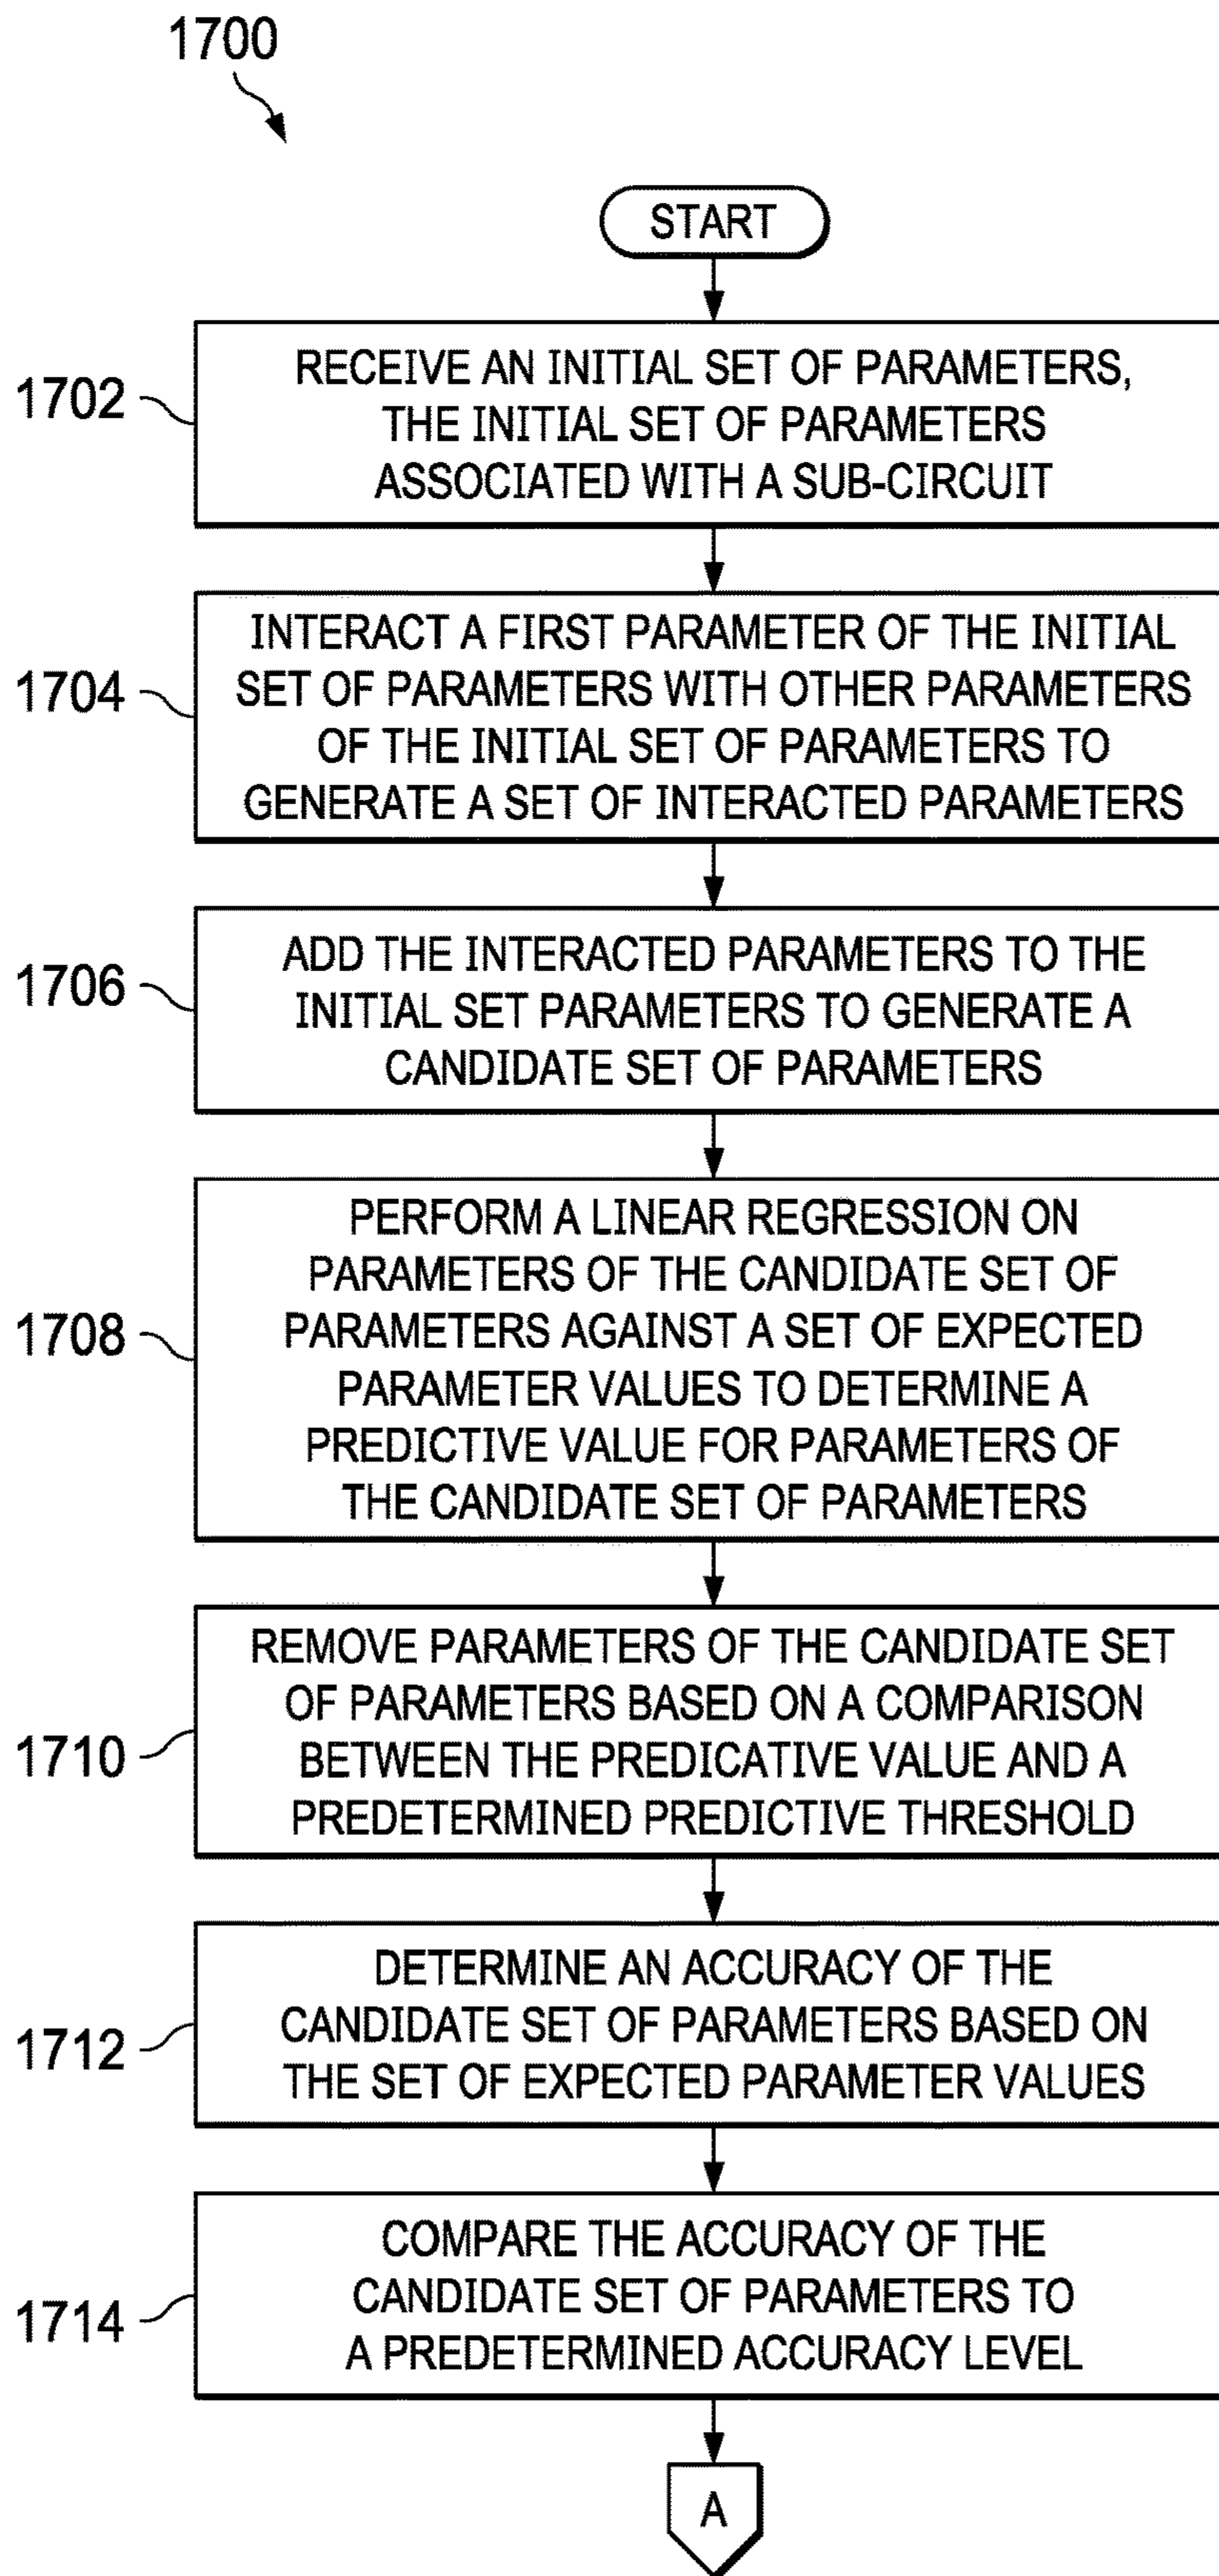 1700
START
1702
RECEIVE AN INITIAL SET OF PARAMETERS,
THE INITIAL SET OF PARAMETERS
ASSOCIATED WITH A SUB-CIRCUIT
1704
INTERACT A FIRST PARAMETER OF THE INITIAL
SET OF PARAMETERS WITH OTHER PARAMETERS
OF THE INITIAL SET OF PARAMETERS TO
GENERATE A SET OF INTERACTED PARAMETERS
1706
ADD THE INTERACTED PARAMETERS TO THE
INITIAL SET PARAMETERS TO GENERATE A
CANDIDATE SET OF PARAMETERS
1708
PERFORM A LINEAR REGRESSION ON
PARAMETERS OF THE CANDIDATE SET OF
PARAMETERS AGAINST A SET OF EXPECTED
PARAMETER VALUES TO DETERMINE A
PREDICTIVE VALUE FOR PARAMETERS OF
THE CANDIDATE SET OF PARAMETERS
1710
REMOVE PARAMETERS OF THE CANDIDATE SET
OF PARAMETERS BASED ON A COMPARISON
BETWEEN THE PREDICATIVE VALUE AND A
PREDETERMINED PREDICTIVE THRESHOLD
1712
DETERMINE AN ACCURACY OF THE
CANDIDATE SET OF PARAMETERS BASED ON
THE SET OF EXPECTED PARAMETER VALUES
1714
COMPARE THE ACCURACY OF THE
CANDIDATE SET OF PARAMETERS TO
A PREDETERMINED ACCURACY LEVEL
A